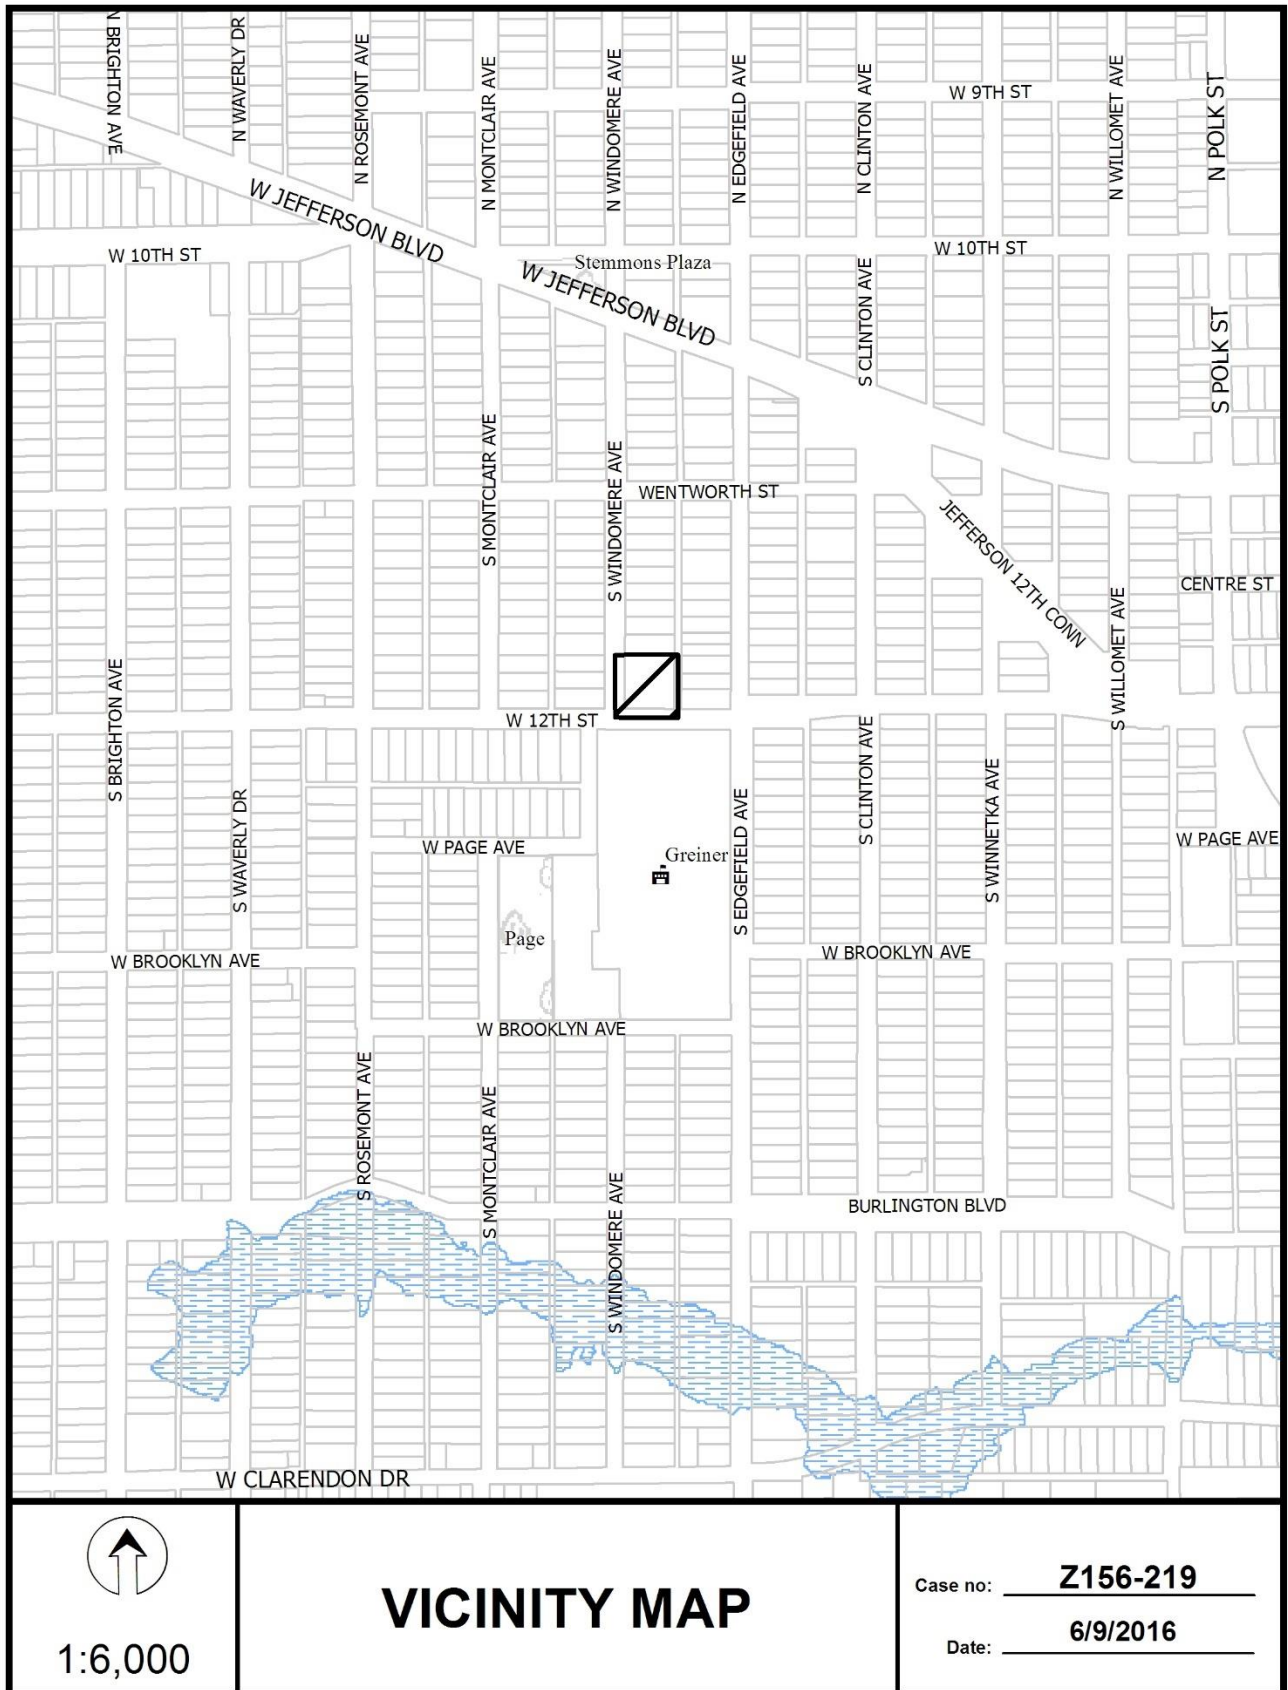 N BRIGHTON AVE
N WAVERLY DR
N ROSEMONT AVE
N MONTCLAIR AVE
N WINDOMERE AVE
N EDGEFIELD AVE
N CLINTON AVE
W 9TH ST
N WILLOMET AVE
N POLK ST
W JEFFERSON BLVD
W 10TH ST
W 10TH ST
Stemmons Plaza
W JEFFERSON BLVD
S CLINTON AVE
S POLK ST
S MONTCLAIR AVE
S WINDOMERE AVE
WENTWORTH ST
JEFFERSON 12TH CONN
CENTRE ST
S WILLOMET AVE
S BRIGHTON AVE
W 12TH ST
S CLINTON AVE
S WINNETKA AVE
S WAVERLY DR
S EDGEFIELD AVE
W PAGE AVE
W PAGE AVE
Greiner
Page
W BROOKLYN AVE
W BROOKLYN AVE
W BROOKLYN AVE
S ROSEMONT AVE
S MONTCLAIR AVE
S WINDOMERE AVE
BURLINGTON BLVD
W CLARENDON DR
1:6,000
VICINITY MAP
Case no: Z156-219
Date: 6/9/2016